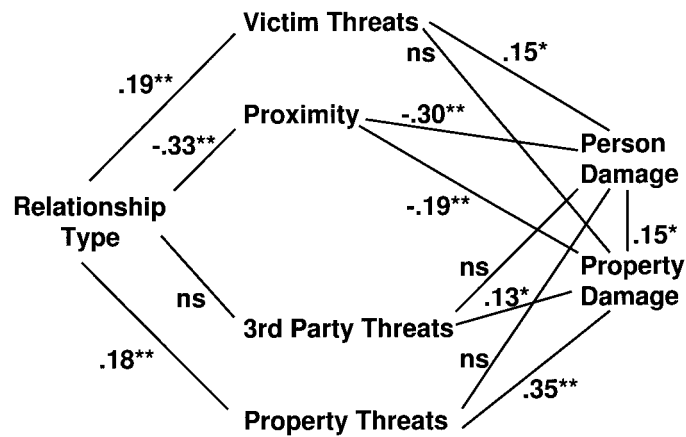 Victim Threats
ns
.15*
.19**
Proximity
-.30**
-.33**
Person
Damage
Relationship
Type
-.19**
.15*
ns
Property
Damage
ns
.13*
3rd Party Threats
.18**
ns
.35**
Property Threats